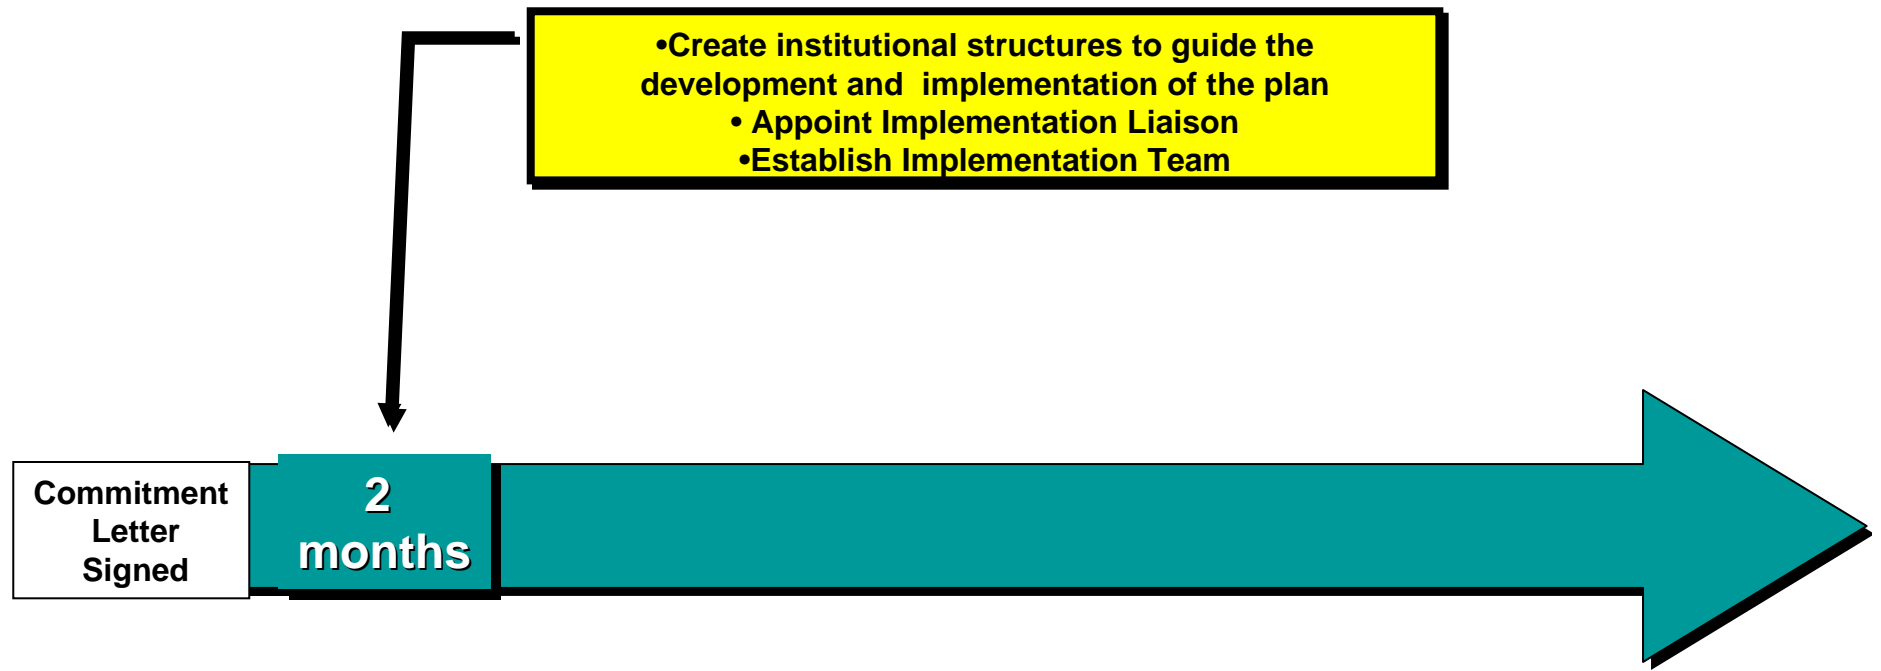 •Create institutional structures to guide the
development and  implementation of the plan
• Appoint Implementation Liaison
•Establish Implementation Team
Commitment
Letter
Signed
2
months